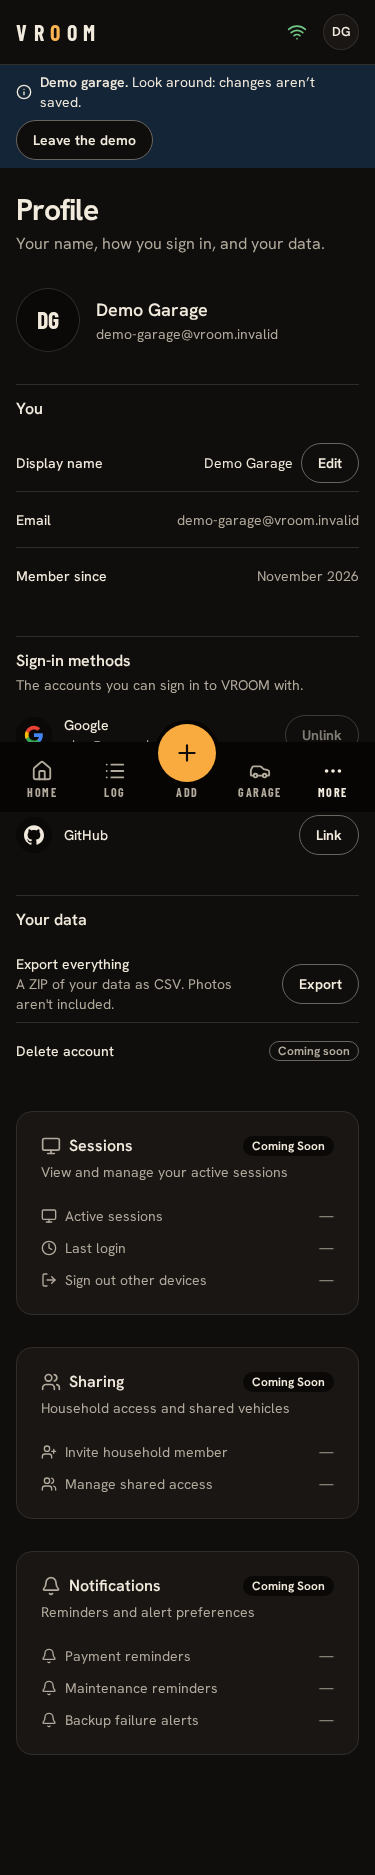 VROOM
DG
Demo garage. Look around: changes aren’t
saved.
Leave the demo
Profile
Your name, how you sign in, and your data.
DG
Demo Garage
demo-garage@vroom.invalid
You
Display name
Demo Garage
Edit
Email
demo-garage@vroom.invalid
Member since
November 2026
Sign-in methods
The accounts you can sign in to VROOM with.
Google
Unlink
HOME
LOG
ADD
GARAGE
MORE
GitHub
Link
Your data
Export everything
A ZIP of your data as CSV. Photos
aren't included.
Export
Delete account
Coming soon
Sessions
Coming Soon
View and manage your active sessions
Active sessions
—
Last login
—
Sign out other devices
—
Sharing
Coming Soon
Household access and shared vehicles
Invite household member
—
Manage shared access
—
Notifications
Coming Soon
Reminders and alert preferences
Payment reminders
—
Maintenance reminders
—
Backup failure alerts
—